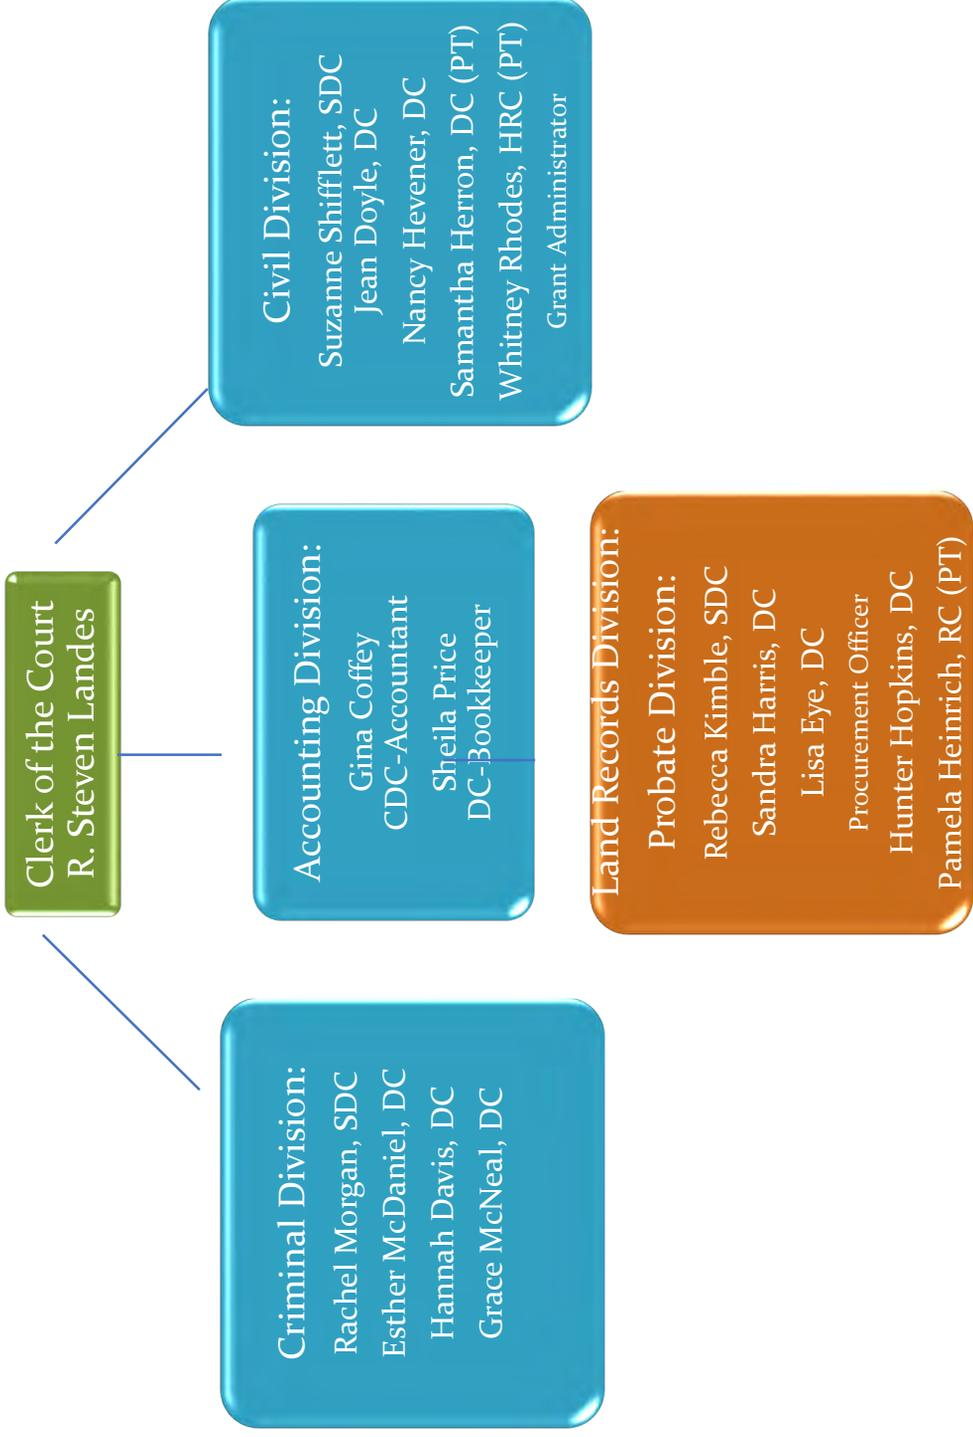 Clerk of the Court
R. Steven Landes
Criminal Division:
Rachel Morgan, SDC
Esther McDaniel, DC
Hannah Davis, DC
Grace McNeal, DC
Accounting Division:
Gina Coffey
CDC-Accountant
Sheila Price
DC-Bookkeeper
Civil Division:
Suzanne Shifflett, SDC
Jean Doyle, DC
Nancy Hevener, DC
Samantha Herron, DC (PT)
Whitney Rhodes, HRC (PT)
Grant Administrator
Land Records Division:
Probate Division:
Rebecca Kimble, SDC
Sandra Harris, DC
Lisa Eye, DC
Procurement Officer
Hunter Hopkins, DC
Pamela Heinrich, RC (PT)